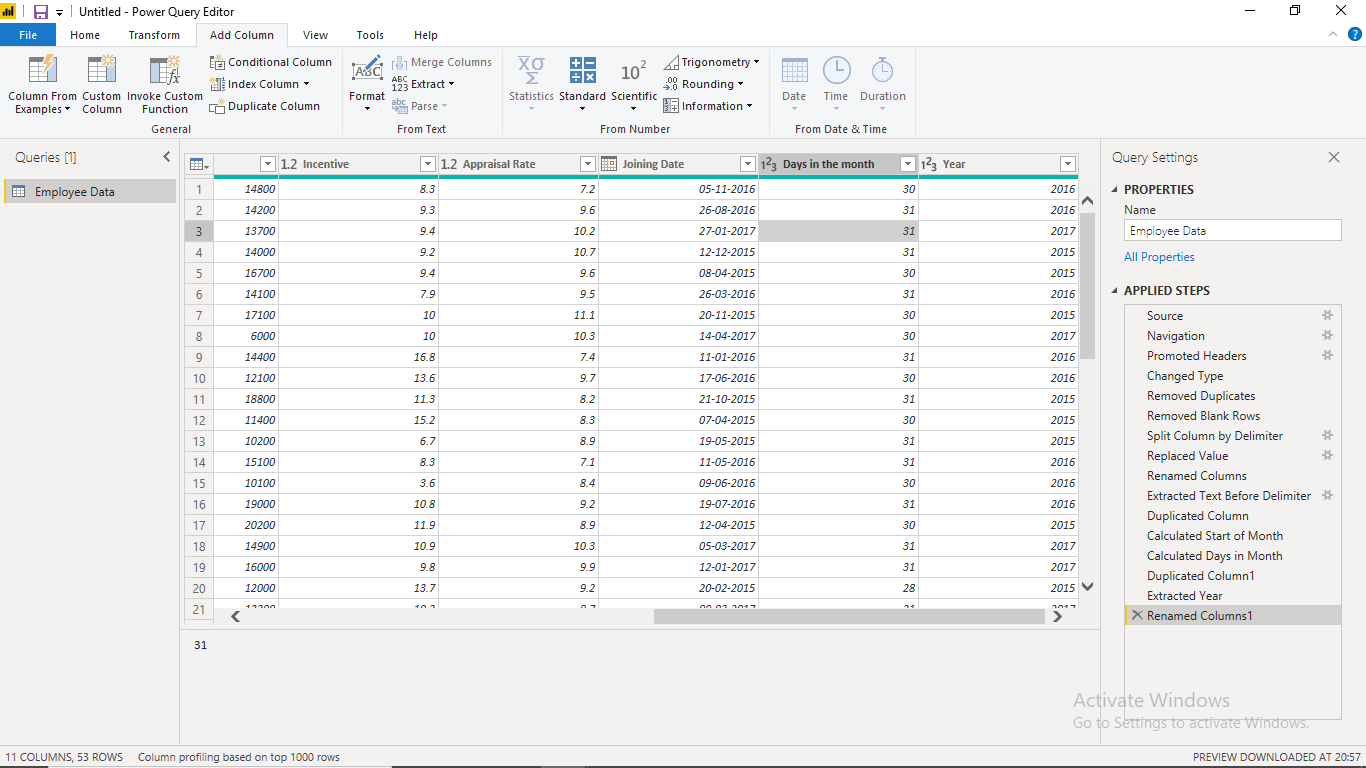 Untitled - Power Query Editor
File Home Transform Add Column View Tools Help
Column From Examples
Custom Column
Invoke Custom Function
Conditional Column
Index Column
Duplicate Column
General
ABC
Format
Merge Columns
ABC 123 Extract
abc Parse
From Text
Χσ Σ
Statistics
Standard
10²
Scientific
Trigonometry
.00 Rounding
Information
From Number
Date
Time
Duration
From Date & Time
Queries [1]
Employee Data
1.2 Incentive 1.2 Appraisal Rate Joining Date 1²3 Days in the month 1²3 Year
1 14800 8.3 7.2 05-11-2016 30 2016
2 14200 9.3 9.6 26-08-2016 31 2016
3 13700 9.4 10.2 27-01-2017 31 2017
4 14000 9.2 10.7 12-12-2015 31 2015
5 16700 9.4 9.6 08-04-2015 30 2015
6 14100 7.9 9.5 26-03-2016 31 2016
7 17100 10 11.1 20-11-2015 30 2015
8 6000 10 10.3 14-04-2017 30 2017
9 14400 16.8 7.4 11-01-2016 31 2016
10 12100 13.6 9.7 17-06-2016 30 2016
11 18800 11.3 8.2 21-10-2015 31 2015
12 11400 15.2 8.3 07-04-2015 30 2015
13 10200 6.7 8.9 19-05-2015 31 2015
14 15100 8.3 7.1 11-05-2016 31 2016
15 10100 3.6 8.4 09-06-2016 30 2016
16 19000 10.8 9.2 19-07-2016 31 2016
17 20200 11.9 8.9 12-04-2015 30 2015
18 14900 10.9 10.3 05-03-2017 31 2017
19 16000 9.8 9.9 12-01-2017 31 2017
20 12000 13.7 9.2 20-02-2015 28 2015
21
31
Query Settings
PROPERTIES
Name
Employee Data
All Properties
APPLIED STEPS
Source
Navigation
Promoted Headers
Changed Type
Removed Duplicates
Removed Blank Rows
Split Column by Delimiter
Replaced Value
Renamed Columns
Extracted Text Before Delimiter
Duplicated Column
Calculated Start of Month
Calculated Days in Month
Duplicated Column1
Extracted Year
Renamed Columns1
Activate Windows
Go to Settings to activate Windows.
11 COLUMNS, 53 ROWS Column profiling based on top 1000 rows
PREVIEW DOWNLOADED AT 20:57